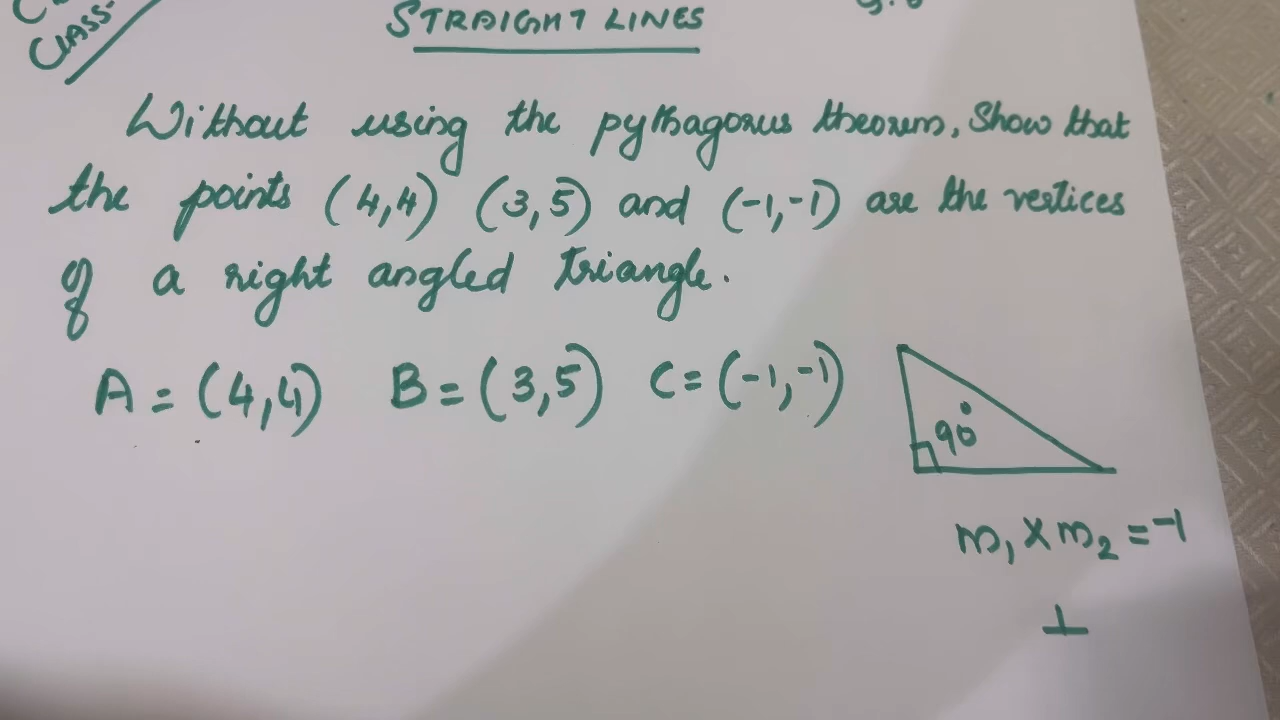 CLASS-
STRAIGHT LINES
Without using the pythagorus theorem, Show that
the points (4,4) (3,5) and (-1,-1) are the vertices
of a right angled triangle.
A = (4,4) B = (3,5) C = (-1,-1)
90°
m₁ × m₂ = -1
⊥